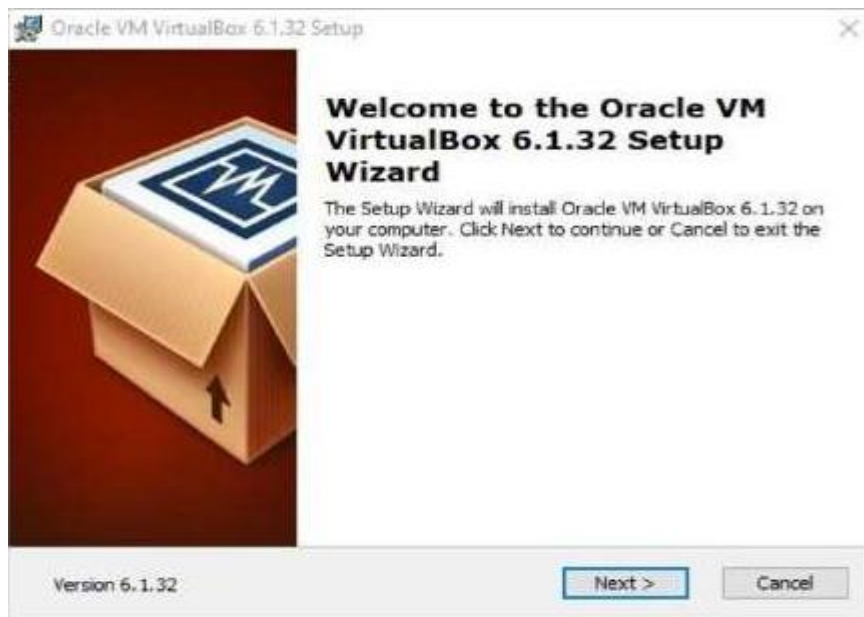 Oracle VM VirtualBox 6.1.32 Setup
Welcome to the Oracle VM
VirtualBox 6.1.32 Setup
Wizard
The Setup Wizard will install Oracle VM VirtualBox 6.1.32 on
your computer. Click Next to continue or Cancel to exit the
Setup Wizard.
Version 6.1.32
Next >
Cancel